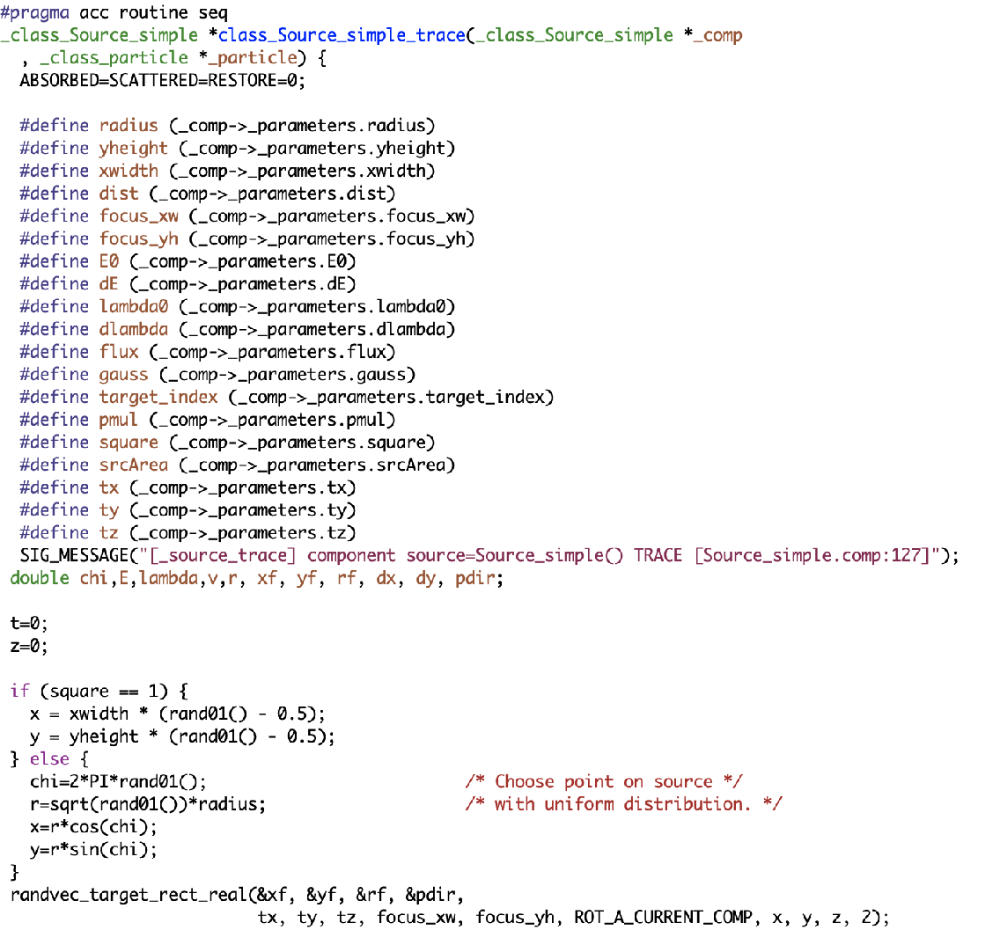 #pragma acc routine seq
_class_Source_simple *class_Source_simple_trace(_class_Source_simple *_comp
, _class_particle *_particle) {
ABSORBED=SCATTERED=RESTORE=0;
#define radius (_comp->_parameters.radius)
#define yheight (_comp->_parameters.yheight)
#define xwidth (_comp->_parameters.xwidth)
#define dist (_comp->_parameters.dist)
#define focus_xw (_comp->_parameters.focus_xw)
#define focus_yh (_comp->_parameters.focus_yh)
#define E0 (_comp->_parameters.E0)
#define dE (_comp->_parameters.dE)
#define lambda0 (_comp->_parameters.lambda0)
#define dlambda (_comp->_parameters.dlambda)
#define flux (_comp->_parameters.flux)
#define gauss (_comp->_parameters.gauss)
#define target_index (_comp->_parameters.target_index)
#define pmul (_comp->_parameters.pmul)
#define square (_comp->_parameters.square)
#define srcArea (_comp->_parameters.srcArea)
#define tx (_comp->_parameters.tx)
#define ty (_comp->_parameters.ty)
#define tz (_comp->_parameters.tz)
SIG_MESSAGE("[_source_trace] component source=Source_simple() TRACE [Source_simple.comp:127]");
double chi,E,lambda,v,r, xf, yf, rf, dx, dy, pdir;
t=0;
z=0;
if (square == 1) {
x = xwidth * (rand01() - 0.5);
y = yheight * (rand01() - 0.5);
} else {
chi=2*PI*rand01(); /* Choose point on source */
r=sqrt(rand01())*radius; /* with uniform distribution. */
x=r*cos(chi);
y=r*sin(chi);
}
randvec_target_rect_real(&xf, &yf, &rf, &pdir,
tx, ty, tz, focus_xw, focus_yh, ROT_A_CURRENT_COMP, x, y, z, 2);